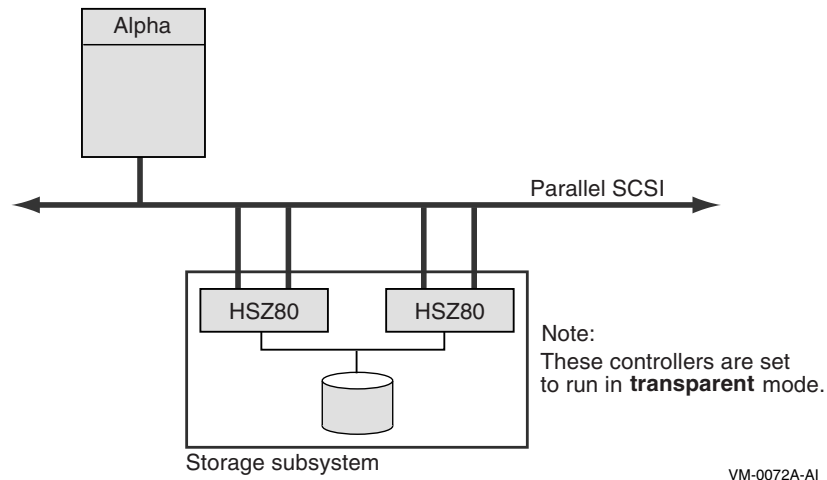 Alpha
Parallel SCSI
HSZ80
HSZ80
Note:
These controllers are set
to run in transparent mode.
Storage subsystem
VM-0072A-AI